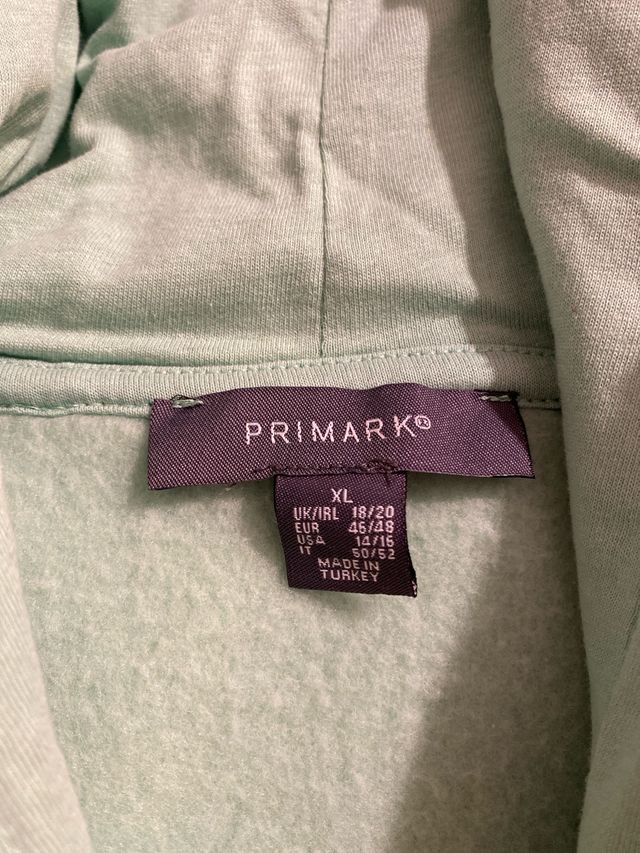 PRIMARK®
XL
UK/IRL 18/20
EUR 46/48
USA 14/16
IT 50/52
MADE IN
TURKEY